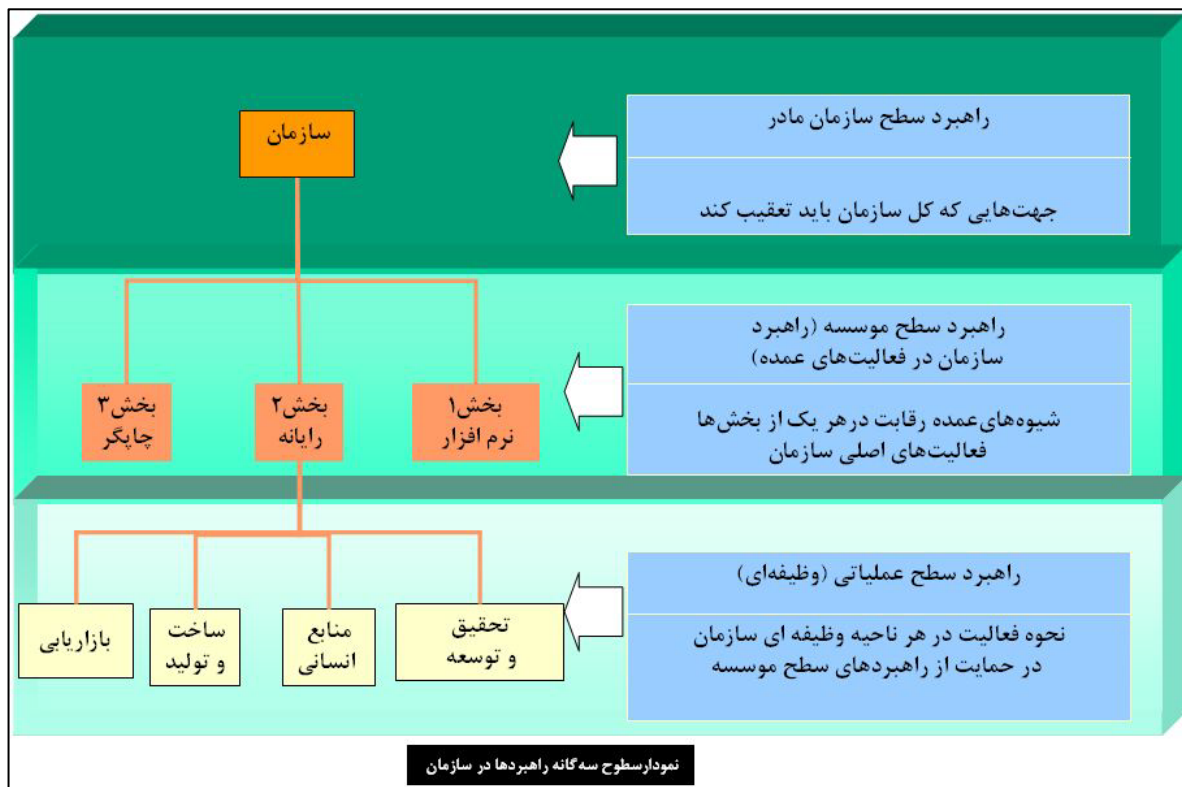 راهبرد سطح سازمان مادر
جهت‌هایی که کل سازمان باید تعقیب کند
سازمان
راهبرد سطح موسسه (راهبرد
سازمان در فعالیت‌های عمده)
شیوه‌های‌عمده رقابت درهر یک از بخش‌ها
فعالیت‌های اصلی سازمان
بخش۱
نرم افزار
بخش۲
رایانه
بخش۳
چاپگر
راهبرد سطح عملیاتی (وظیفه‌ای)
نحوه فعالیت در هر ناحیه وظیفه ای سازمان
در حمایت از راهبردهای سطح موسسه
تحقیق
و توسعه
منابع
انسانی
ساخت
و تولید
بازاریابی
نمودارسطوح سه‌گانه راهبردها در سازمان